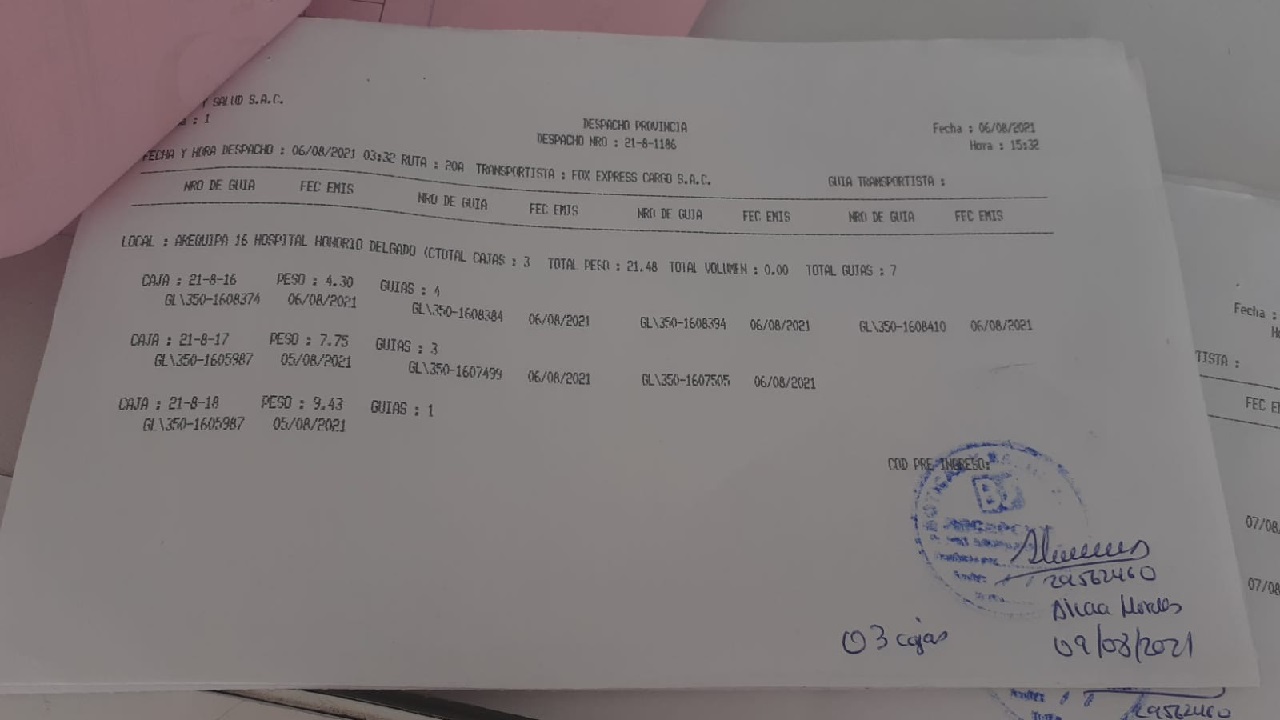 Y SALUD S.A.C.
: 1
DESPACHO PROVINCIA
Fecha : 06/08/2021
DESPACHO NRO : 21-8-1186
Hora : 15:32
FECHA Y HORA DESPACHO : 06/08/2021 03:32 RUTA : 20A TRANSPORTISTA : FOX EXPRESS CARGO S.A.C. GUIA TRANSPORTISTA :
NRO DE GUIA FEC EMIS NRO DE GUIA FEC EMIS NRO DE GUIA FEC EMIS NRO DE GUIA FEC EMIS
LOCAL : AREQUIPA 16 HOSPITAL HONORIO DELGADO (CTOTAL CAJAS : 3 TOTAL PESO : 21.48 TOTAL VOLUMEN : 0.00 TOTAL GUIAS : 7
CAJA : 21-8-16 PESO : 4.30 GUIAS : 4
GL\350-1608374 06/08/2021 GL\350-1608384 06/08/2021 GL\350-1608394 06/08/2021 GL\350-1608410 06/08/2021
CAJA : 21-8-17 PESO : 7.75 GUIAS : 3
GL\350-1605987 05/08/2021 GL\350-1607499 06/08/2021 GL\350-1607505 06/08/2021
CAJA : 21-8-18 PESO : 9.43 GUIAS : 1
GL\350-1605987 05/08/2021
COD PRE-INGRESO:
29562460
09/08/2021
03 cajas
Fecha :
TISTA :
FEC E
07/08
07/08
29562460